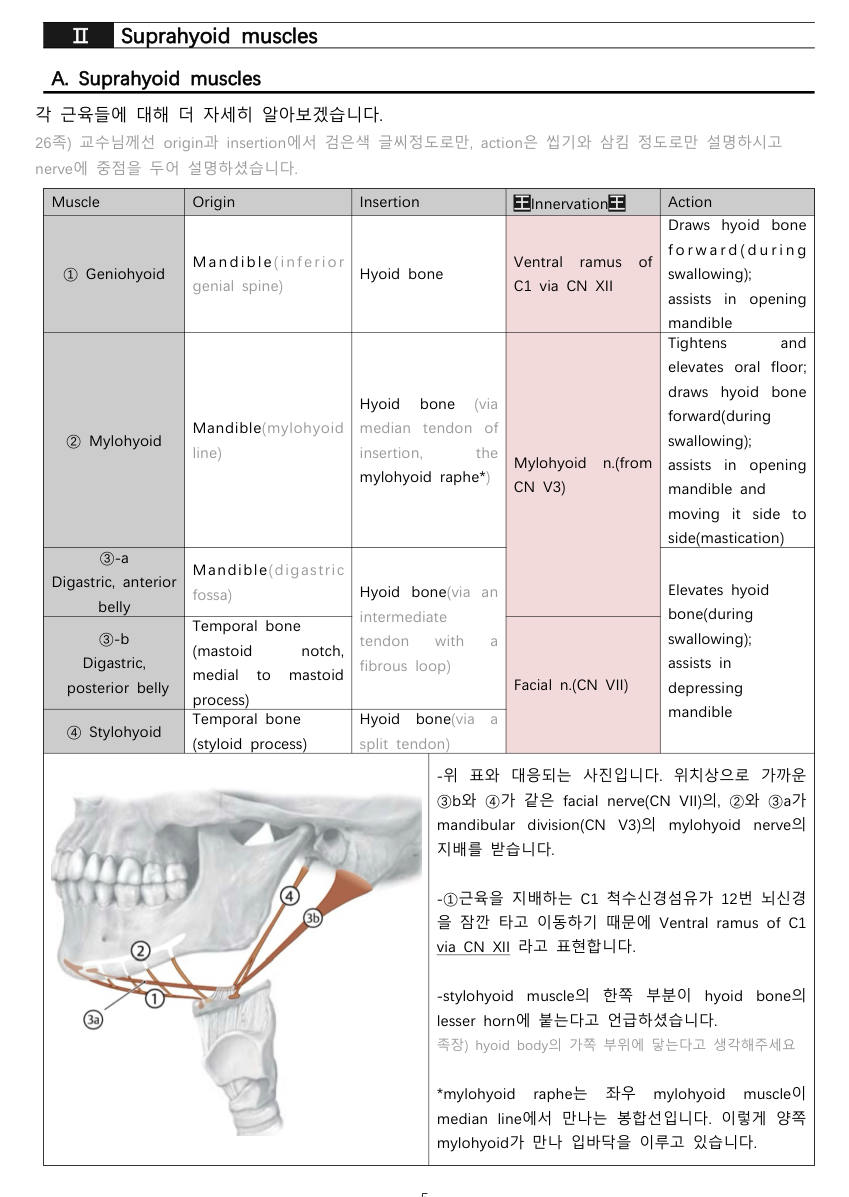 Ⅱ Suprahyoid muscles
A. Suprahyoid muscles
각 근육들에 대해 더 자세히 알아보겠습니다.
26족) 교수님께선 origin과 insertion에서 검은색 글씨정도로만, action은 씹기와 삼킴 정도로만 설명하시고
nerve에 중점을 두어 설명하셨습니다.
Muscle
Origin
Insertion
王Innervation王
Action
① Geniohyoid
Mandible(inferior
genial spine)
Hyoid bone
Ventral ramus of
C1 via CN XII
Draws hyoid bone
forward(during
swallowing);
assists in opening
mandible
② Mylohyoid
Mandible(mylohyoid
line)
Hyoid bone (via
median tendon of
insertion, the
mylohyoid raphe*)
Mylohyoid n.(from
CN V3)
Tightens and
elevates oral floor;
draws hyoid bone
forward(during
swallowing);
assists in opening
mandible and
moving it side to
side(mastication)
③-a
Digastric, anterior
belly
Mandible(digastric
fossa)
Hyoid bone(via an
intermediate
tendon with a
fibrous loop)
Elevates hyoid
bone(during
swallowing);
assists in
depressing
mandible
③-b
Digastric,
posterior belly
Temporal bone
(mastoid notch,
medial to mastoid
process)
Facial n.(CN VII)
④ Stylohyoid
Temporal bone
(styloid process)
Hyoid bone(via a
split tendon)
4
3b
2
1
3a
-위 표와 대응되는 사진입니다. 위치상으로 가까운
③b와 ④가 같은 facial nerve(CN VII)의, ②와 ③a가
mandibular division(CN V3)의 mylohyoid nerve의
지배를 받습니다.
-①근육을 지배하는 C1 척수신경섬유가 12번 뇌신경
을 잠깐 타고 이동하기 때문에 Ventral ramus of C1
via CN XII 라고 표현합니다.
-stylohyoid muscle의 한쪽 부분이 hyoid bone의
lesser horn에 붙는다고 언급하셨습니다.
족장) hyoid body의 가쪽 부위에 닿는다고 생각해주세요
*mylohyoid raphe는 좌우 mylohyoid muscle이
median line에서 만나는 봉합선입니다. 이렇게 양쪽
mylohyoid가 만나 입바닥을 이루고 있습니다.